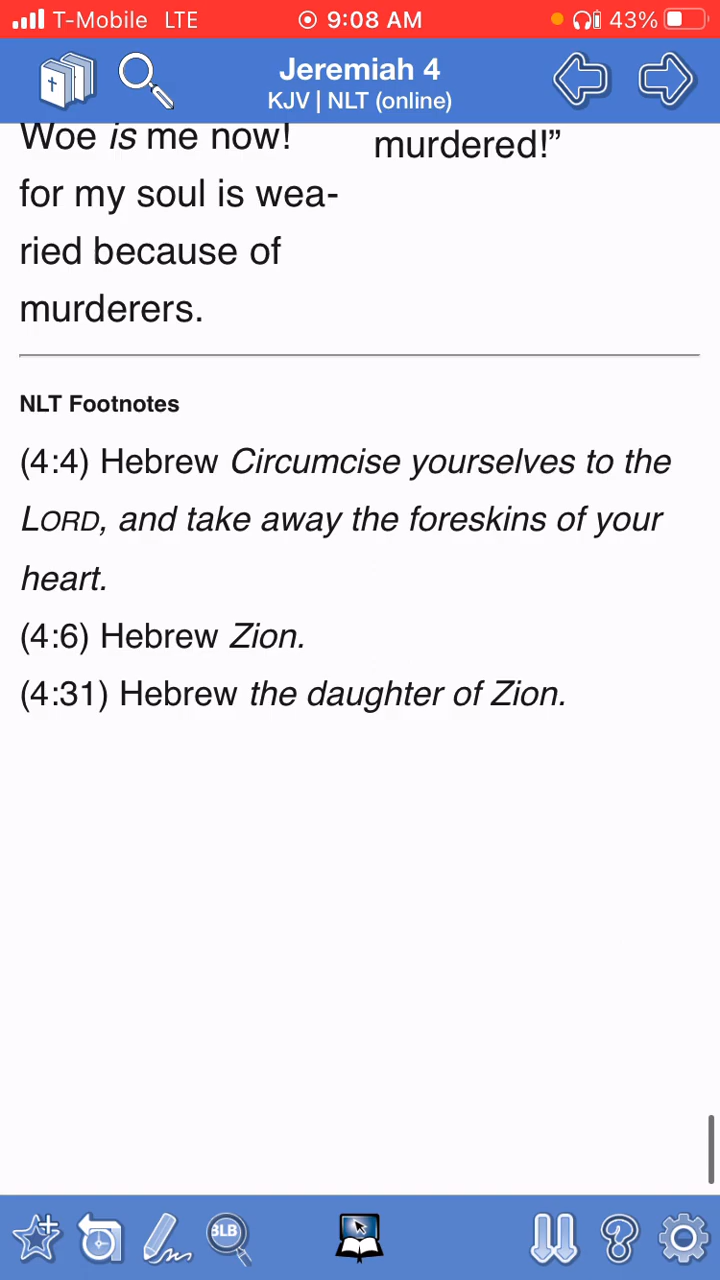 T-Mobile LTE 9:08 AM 43%
Jeremiah 4
KJV | NLT (online)
Woe is me now!
for my soul is wea-
ried because of
murderers.
murdered!”
NLT Footnotes
(4:4) Hebrew Circumcise yourselves to the
LORD, and take away the foreskins of your
heart.
(4:6) Hebrew Zion.
(4:31) Hebrew the daughter of Zion.
BLB